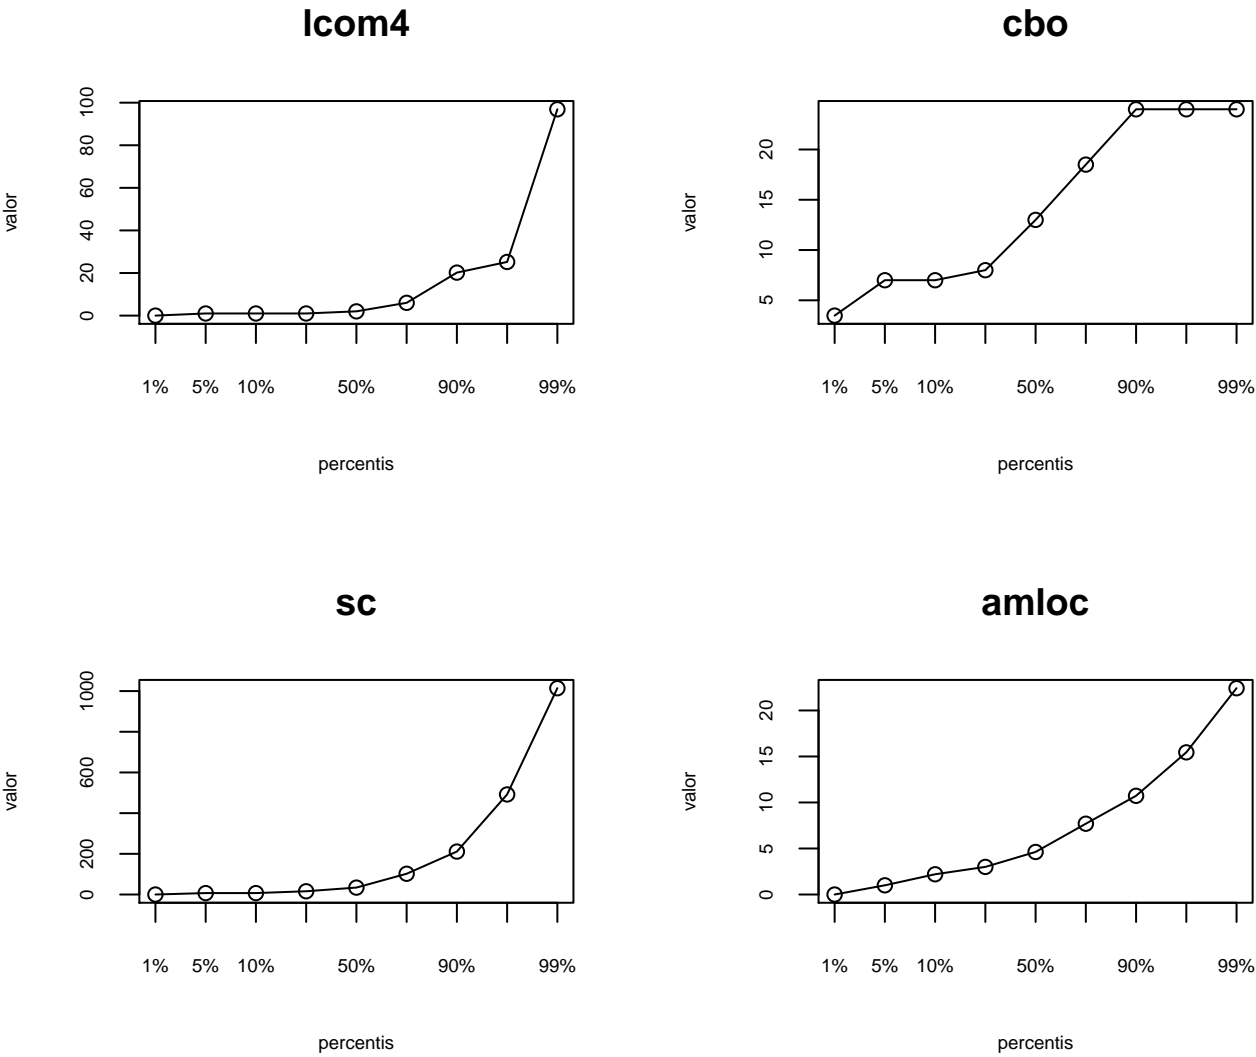 lcom4
valor
0 20 40 60 80 100
1% 5% 10% 50% 90% 99%
percentis
cbo
valor
5 10 15 20
1% 5% 10% 50% 90% 99%
percentis
sc
valor
0 200 600 1000
1% 5% 10% 50% 90% 99%
percentis
amloc
valor
0 5 10 15 20
1% 5% 10% 50% 90% 99%
percentis